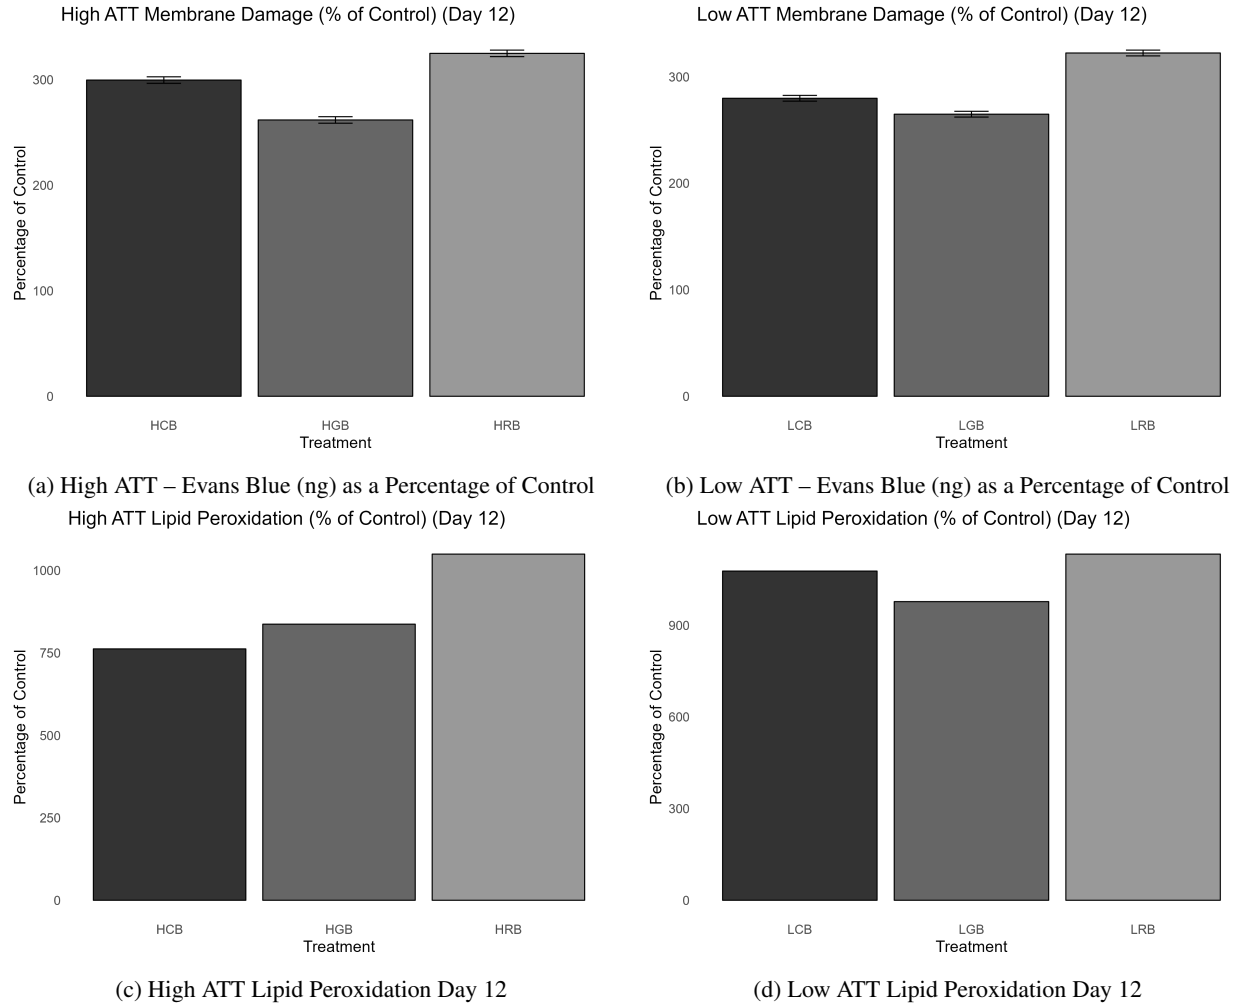 High ATT Membrane Damage (% of Control) (Day 12)
Percentage of Control
300
200
100
0
HCB HGB HRB
Treatment
(a) High ATT – Evans Blue (ng) as a Percentage of Control
Low ATT Membrane Damage (% of Control) (Day 12)
Percentage of Control
300
200
100
0
LCB LGB LRB
Treatment
(b) Low ATT – Evans Blue (ng) as a Percentage of Control
High ATT Lipid Peroxidation (% of Control) (Day 12)
Percentage of Control
1000
750
500
250
0
HCB HGB HRB
Treatment
(c) High ATT Lipid Peroxidation Day 12
Low ATT Lipid Peroxidation (% of Control) (Day 12)
Percentage of Control
900
600
300
0
LCB LGB LRB
Treatment
(d) Low ATT Lipid Peroxidation Day 12